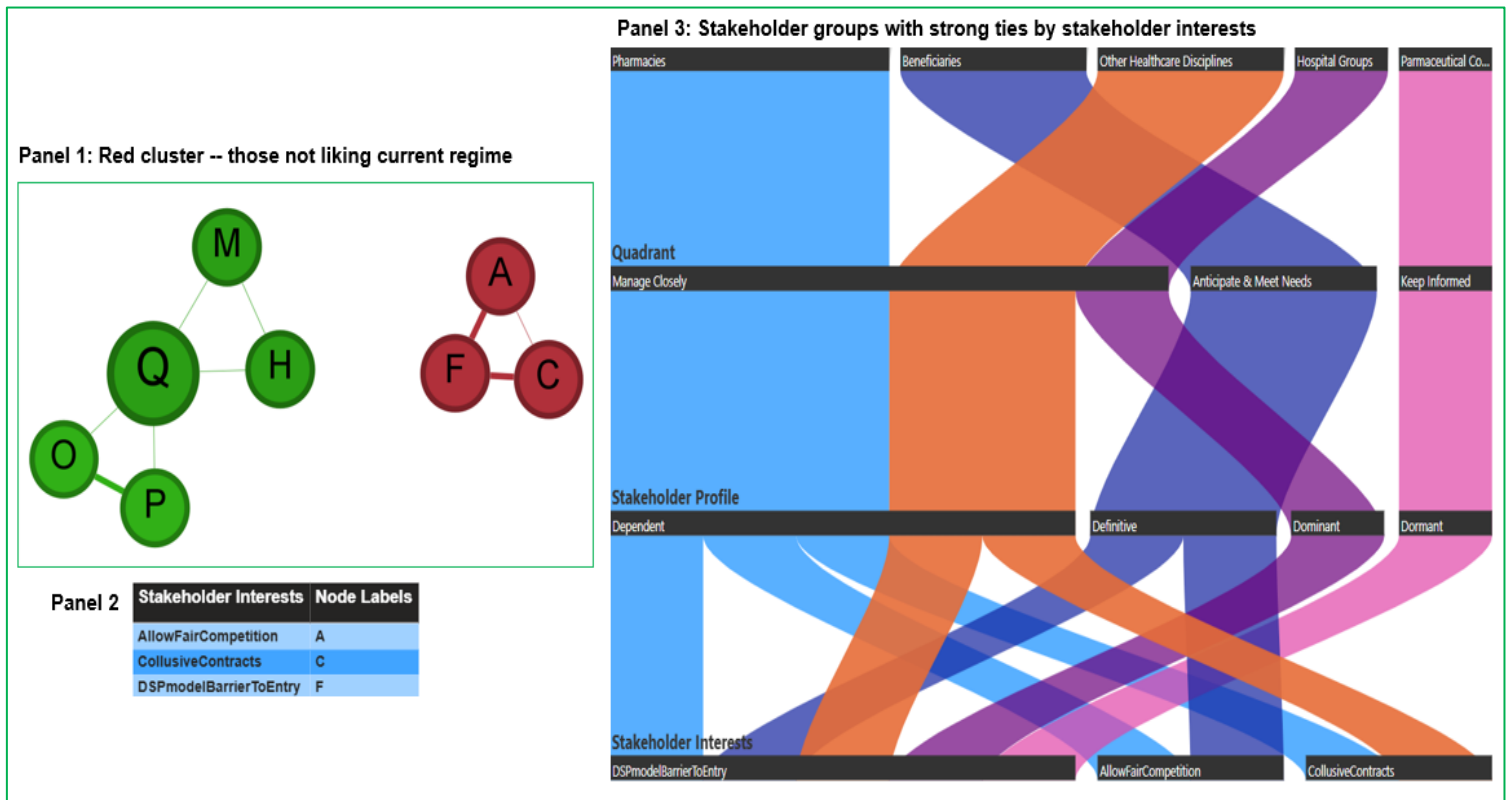 Panel 3: Stakeholder groups with strong ties by stakeholder interests
Pharmacies Beneficiaries Other Healthcare Disciplines Hospital Groups Parmaceutical Co...
Panel 1: Red cluster -- those not liking current regime
M
A
Q
H
F
C
O
P
Quadrant
Manage Closely Anticipate & Meet Needs Keep Informed
Stakeholder Profile
Dependent Definitive Dominant Dormant
Panel 2
Stakeholder Interests Node Labels
AllowFairCompetition A
CollusiveContracts C
DSPmodelBarrierToEntry F
Stakeholder Interests
DSPmodelBarrierToEntry AllowFairCompetition CollusiveContracts